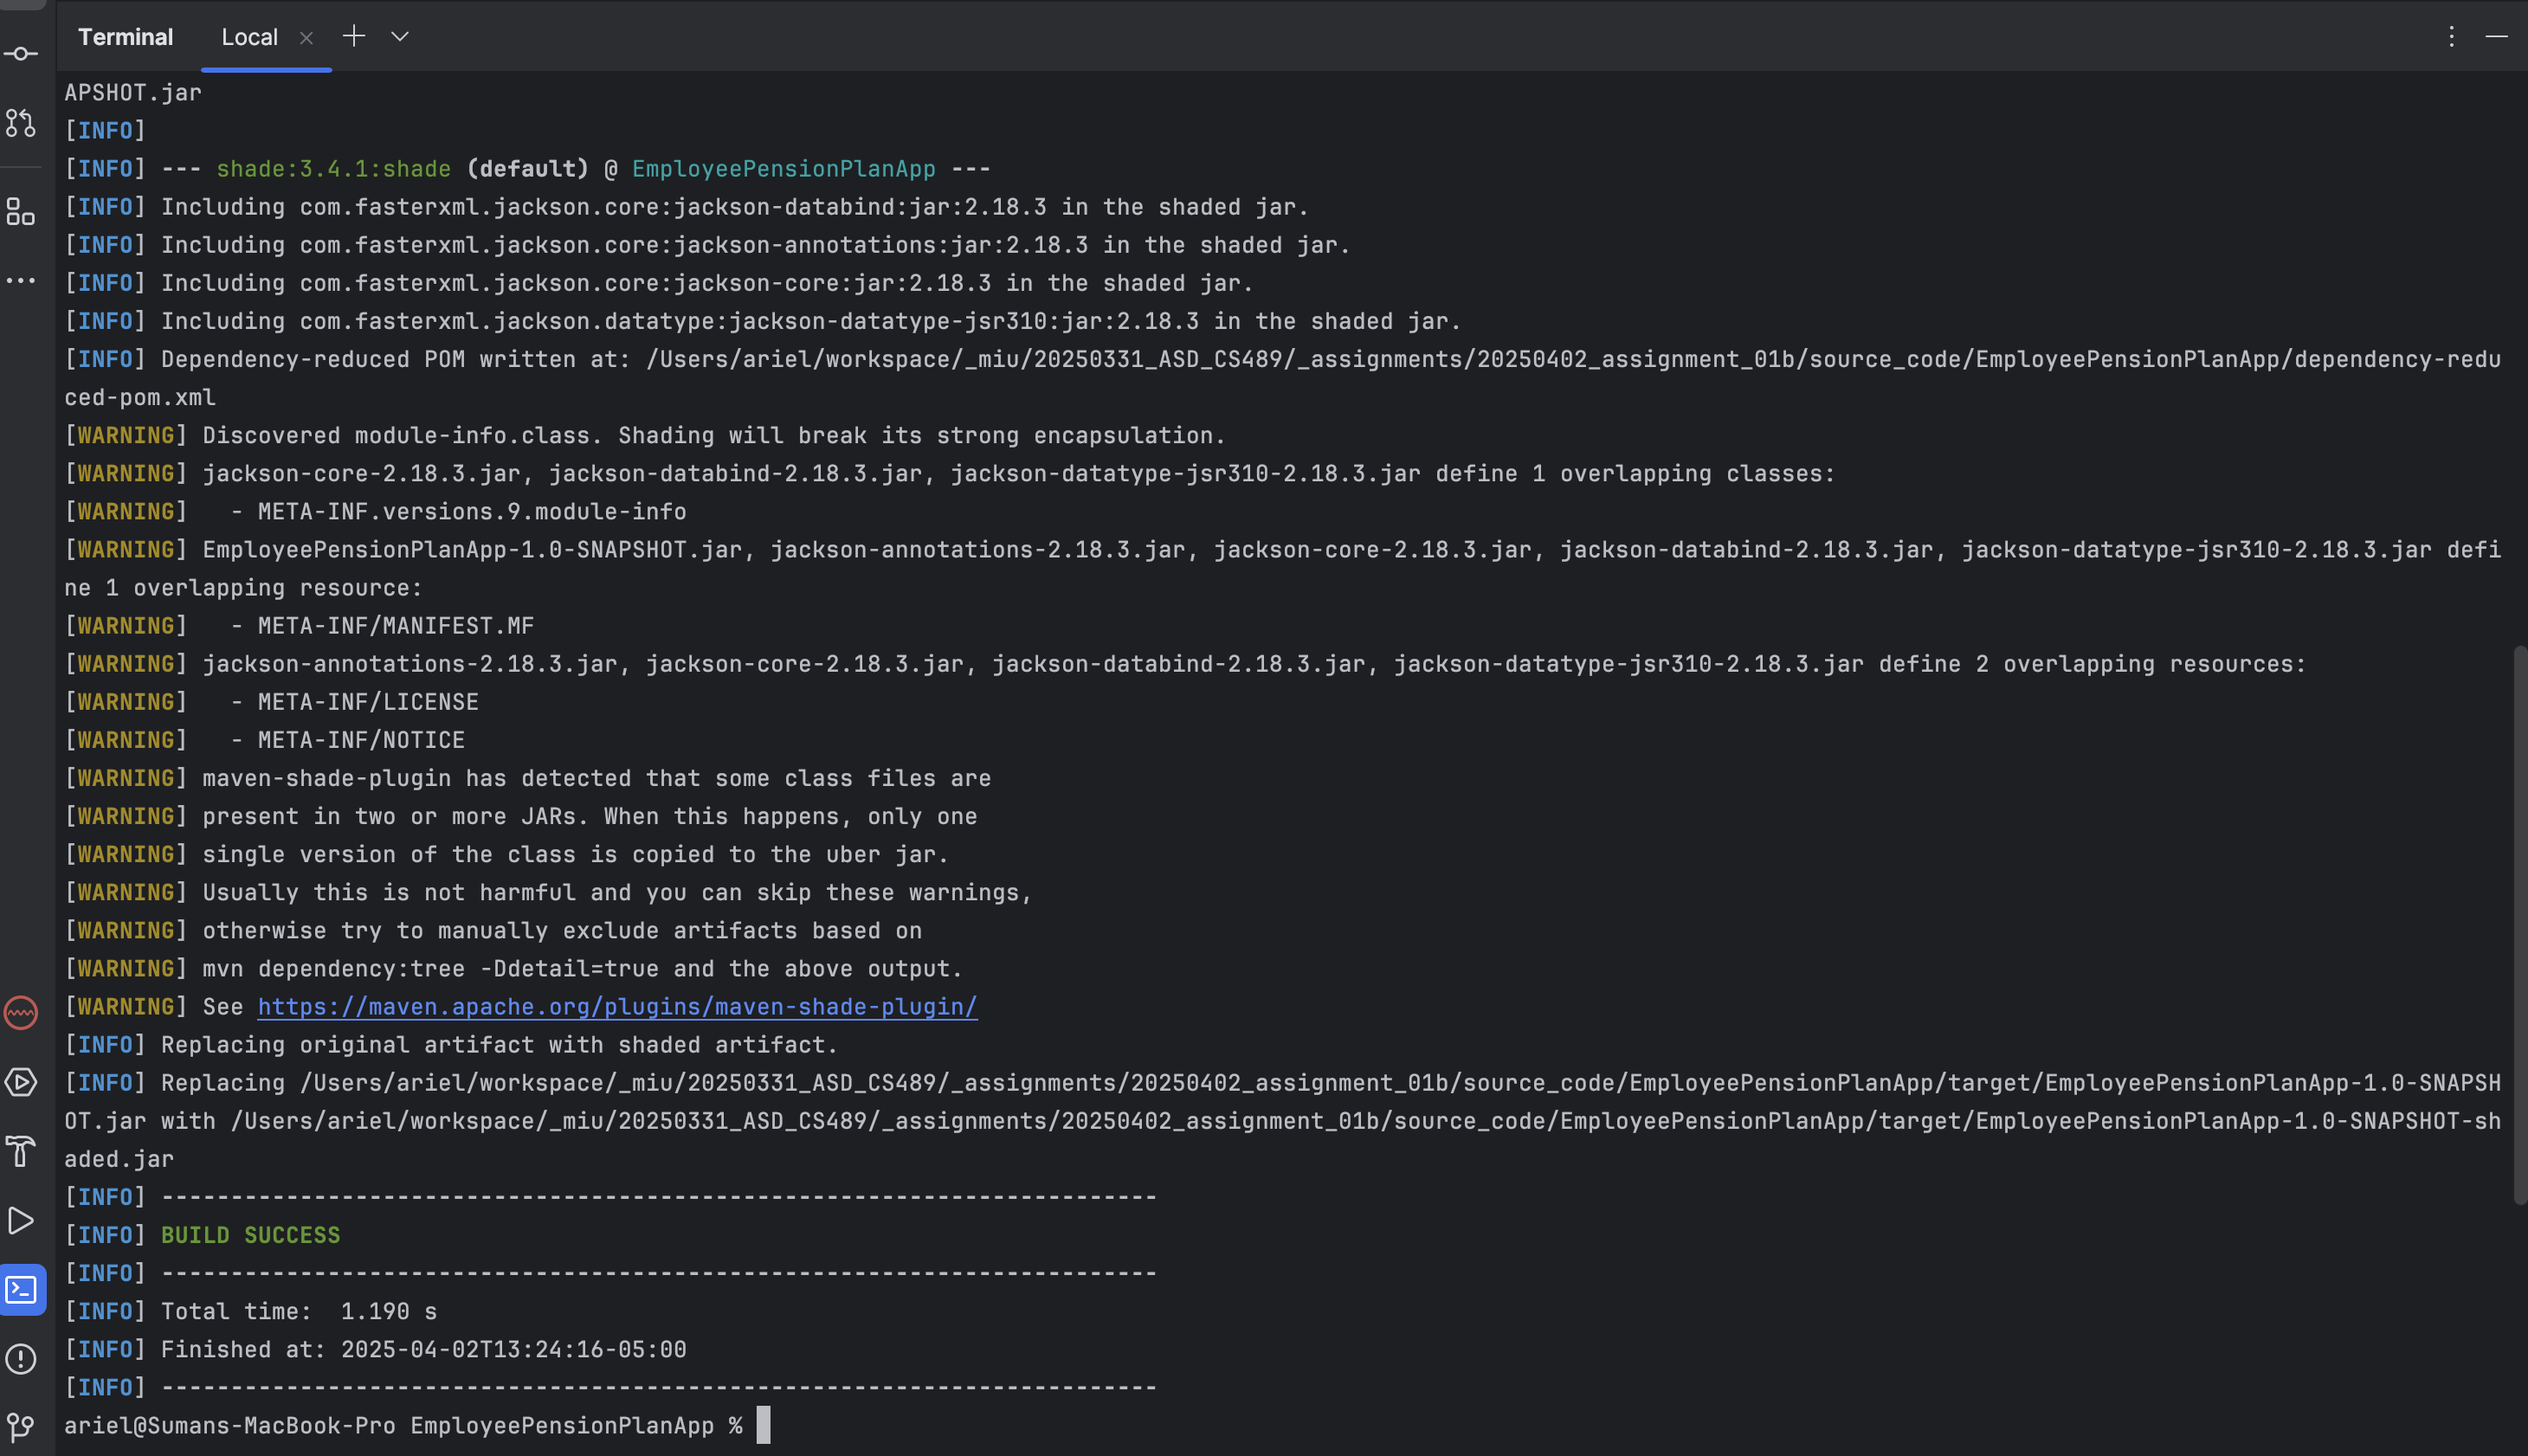 Terminal Local
APSHOT.jar
[INFO]
[INFO] --- shade:3.4.1:shade (default) @ EmployeePensionPlanApp ---
[INFO] Including com.fasterxml.jackson.core:jackson-databind:jar:2.18.3 in the shaded jar.
[INFO] Including com.fasterxml.jackson.core:jackson-annotations:jar:2.18.3 in the shaded jar.
[INFO] Including com.fasterxml.jackson.core:jackson-core:jar:2.18.3 in the shaded jar.
[INFO] Including com.fasterxml.jackson.datatype:jackson-datatype-jsr310:jar:2.18.3 in the shaded jar.
[INFO] Dependency-reduced POM written at: /Users/ariel/workspace/_miu/20250331_ASD_CS489/_assignments/20250402_assignment_01b/source_code/EmployeePensionPlanApp/dependency-redu
ced-pom.xml
[WARNING] Discovered module-info.class. Shading will break its strong encapsulation.
[WARNING] jackson-core-2.18.3.jar, jackson-databind-2.18.3.jar, jackson-datatype-jsr310-2.18.3.jar define 1 overlapping classes:
[WARNING]   - META-INF.versions.9.module-info
[WARNING] EmployeePensionPlanApp-1.0-SNAPSHOT.jar, jackson-annotations-2.18.3.jar, jackson-core-2.18.3.jar, jackson-databind-2.18.3.jar, jackson-datatype-jsr310-2.18.3.jar defi
ne 1 overlapping resource:
[WARNING]   - META-INF/MANIFEST.MF
[WARNING] jackson-annotations-2.18.3.jar, jackson-core-2.18.3.jar, jackson-databind-2.18.3.jar, jackson-datatype-jsr310-2.18.3.jar define 2 overlapping resources:
[WARNING]   - META-INF/LICENSE
[WARNING]   - META-INF/NOTICE
[WARNING] maven-shade-plugin has detected that some class files are
[WARNING] present in two or more JARs. When this happens, only one
[WARNING] single version of the class is copied to the uber jar.
[WARNING] Usually this is not harmful and you can skip these warnings,
[WARNING] otherwise try to manually exclude artifacts based on
[WARNING] mvn dependency:tree -Ddetail=true and the above output.
[WARNING] See https://maven.apache.org/plugins/maven-shade-plugin/
[INFO] Replacing original artifact with shaded artifact.
[INFO] Replacing /Users/ariel/workspace/_miu/20250331_ASD_CS489/_assignments/20250402_assignment_01b/source_code/EmployeePensionPlanApp/target/EmployeePensionPlanApp-1.0-SNAPSH
OT.jar with /Users/ariel/workspace/_miu/20250331_ASD_CS489/_assignments/20250402_assignment_01b/source_code/EmployeePensionPlanApp/target/EmployeePensionPlanApp-1.0-SNAPSHOT-sh
aded.jar
[INFO] ------------------------------------------------------------------------
[INFO] BUILD SUCCESS
[INFO] ------------------------------------------------------------------------
[INFO] Total time:  1.190 s
[INFO] Finished at: 2025-04-02T13:24:16-05:00
[INFO] ------------------------------------------------------------------------
ariel@Sumans-MacBook-Pro EmployeePensionPlanApp %